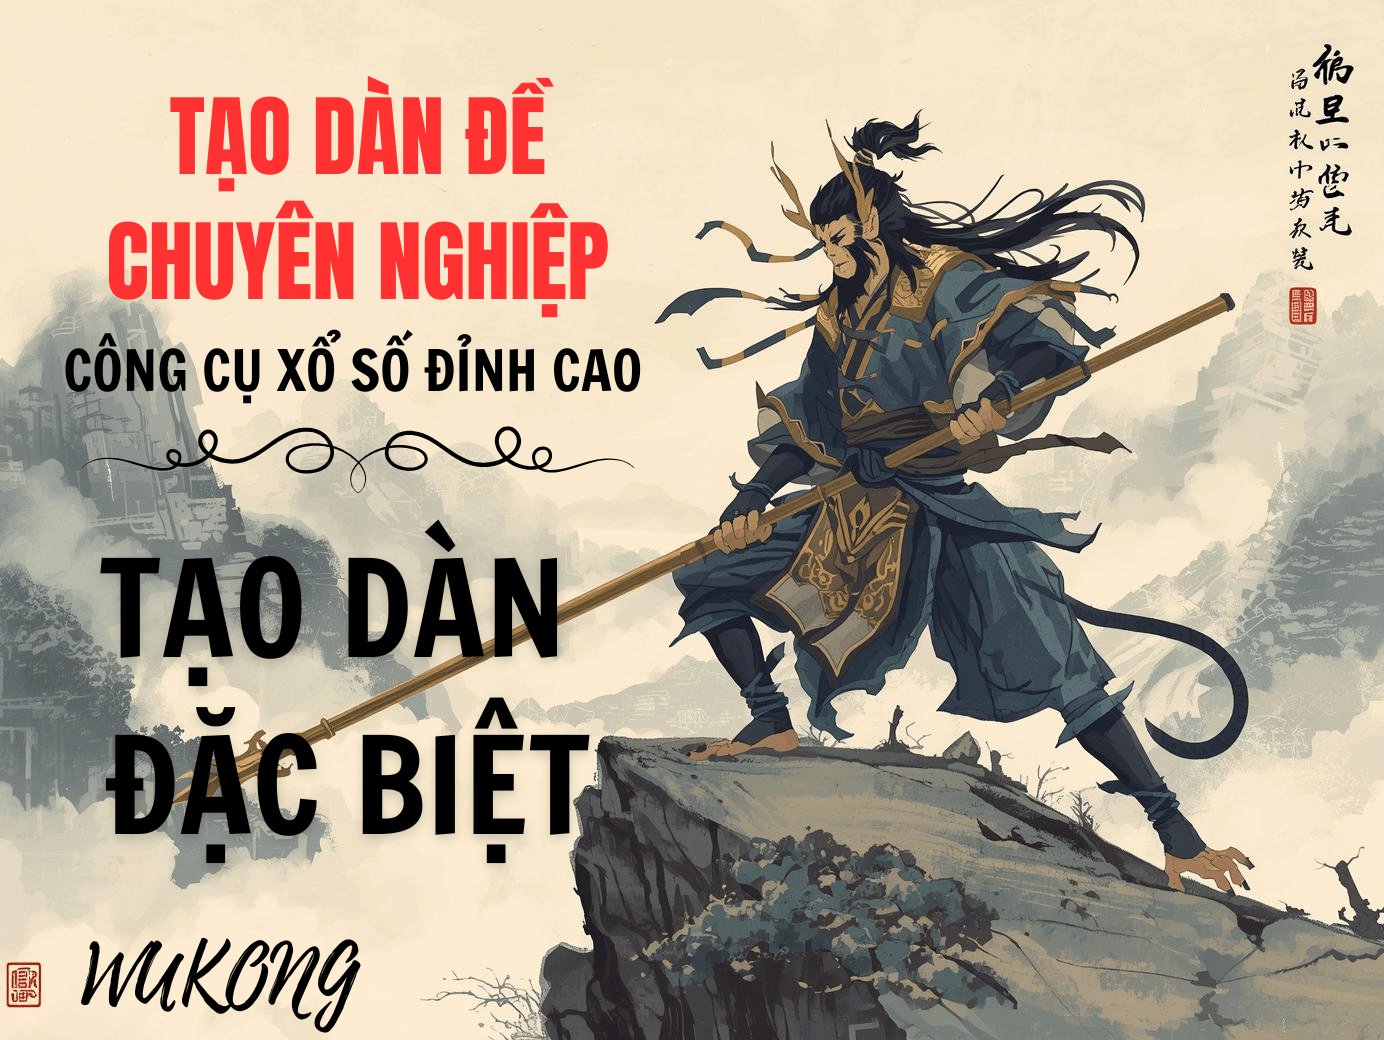 TẠO DÀN ĐỀ
CHUYÊN NGHIỆP
CÔNG CỤ XỔ SỐ ĐỈNH CAO
TẠO DÀN
ĐẶC BIỆT
WUKONG